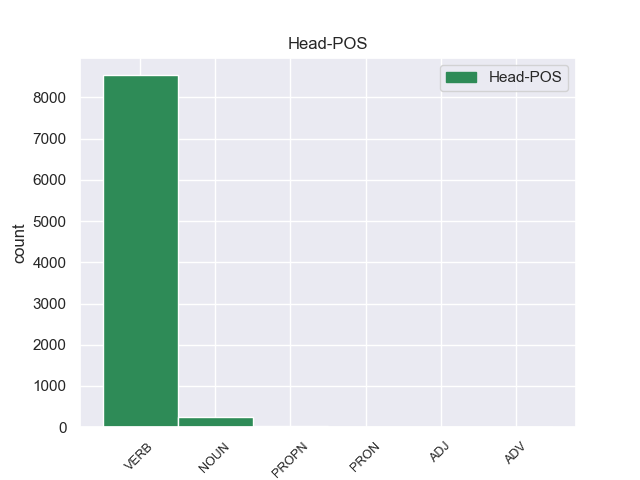 Head-POS
Head-POS
8000
7000
6000
5000
4000
3000
2000
1000
0
count
VERB
NOUN
PROPN
PRON
ADJ
ADV